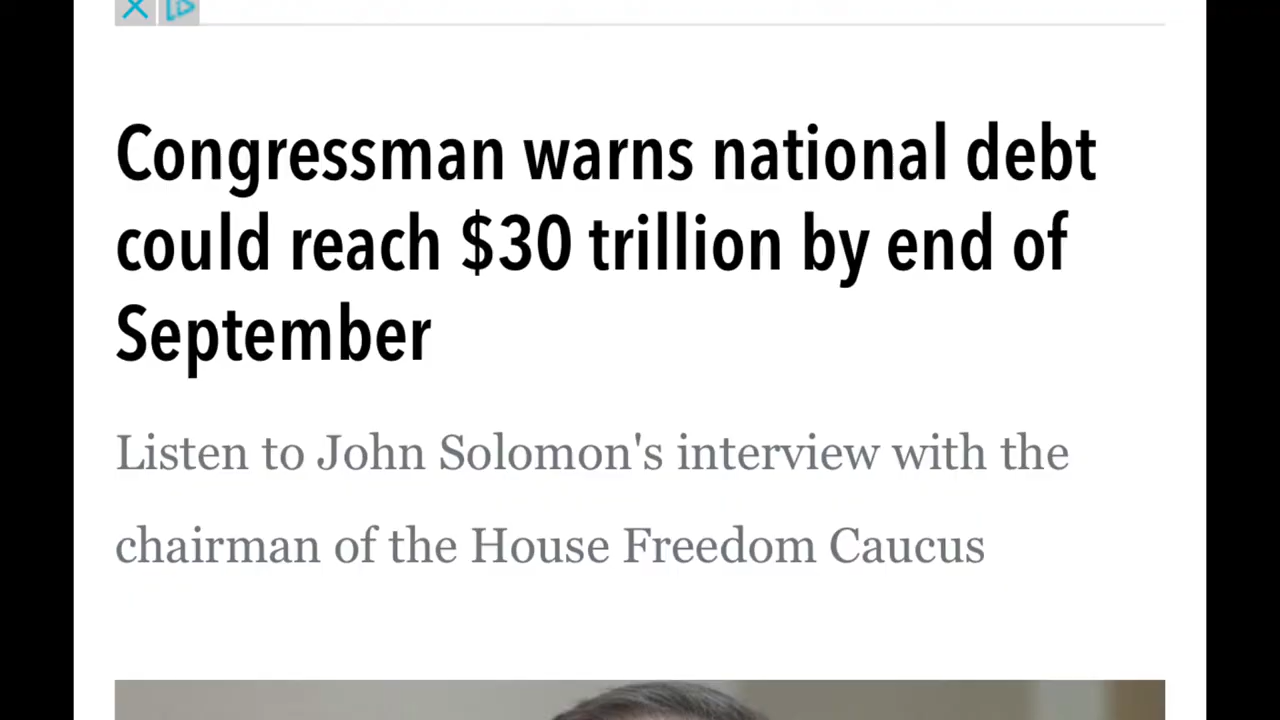 Congressman warns national debt
could reach $30 trillion by end of
September
Listen to John Solomon's interview with the
chairman of the House Freedom Caucus